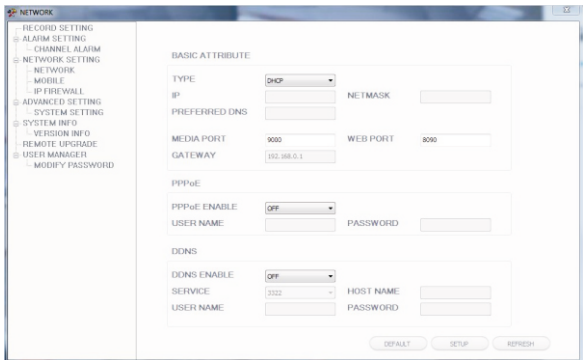 NETWORK
RECORD SETTING
ALARM SETTING
CHANNEL ALARM
NETWORK SETTING
NETWORK
MOBILE
IP FIREWALL
ADVANCED SETTING
SYSTEM SETTING
SYSTEM INFO
VERSION INFO
REMOTE UPGRADE
USER MANAGER
MODIFY PASSWORD
BASIC ATTRIBUTE
TYPE DHCP
IP NETMASK
PREFERRED DNS
MEDIA PORT 9000 WEB PORT 8090
GATEWAY 192.168.0.1
PPPoE
PPPoE ENABLE OFF
USER NAME PASSWORD
DDNS
DDNS ENABLE OFF
SERVICE 3322 HOST NAME
USER NAME PASSWORD
DEFAULT SETUP REFRESH